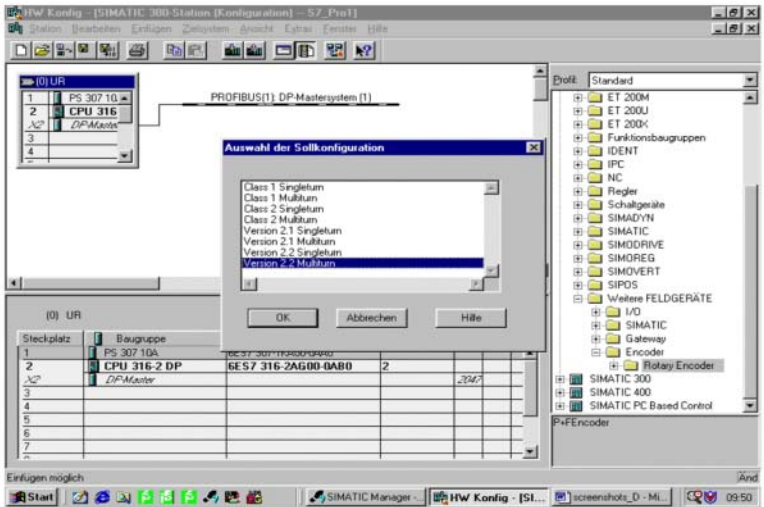 HW Konfig - [SIMATIC 300-Station (Konfiguration) -- S7_Pro1]
Station Bearbeiten Einfügen Zielsystem Ansicht Extras Fenster Hilfe
(0) UR
1 PS 307 10
2 CPU 316
X2 DP-Master
3
4
PROFIBUS(1): DP-Mastersystem (1)
Auswahl der Sollkonfiguration
Class 1 Singleturn
Class 1 Multiturn
Class 2 Singleturn
Class 2 Multiturn
Version 2.1 Singleturn
Version 2.1 Multiturn
Version 2.2 Singleturn
Version 2.2 Multiturn
OK Abbrechen Hilfe
Profil: Standard
ET 200M
ET 200U
ET 200X
Funktionsbaugruppen
IDENT
IPC
NC
Regler
Schaltgeräte
SIMADYN
SIMATIC
SIMODRIVE
SIMOREG
SIMOVERT
SIPOS
Weitere FELDGERÄTE
I/O
SIMATIC
Gateway
Encoder
Rotary Encoder
SIMATIC 300
SIMATIC 400
SIMATIC PC Based Control
P+FEncoder
(0) UR
Steckplatz Baugruppe
1 PS 307 10A
2 CPU 316-2 DP 6ES7 316-2AG00-0AB0 2
X2 DP-Master 2047
3
4
5
6
7
Einfügen möglich Änd
Start SIMATIC Manager - HW Konfig - [SI... screenshots_D - Mi... 09:50